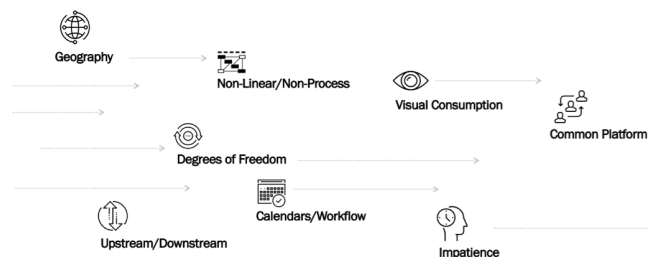 Geography
Non-Linear/Non-Process
Visual Consumption
Common Platform
Degrees of Freedom
Calendars/Workflow
Upstream/Downstream
Impatience